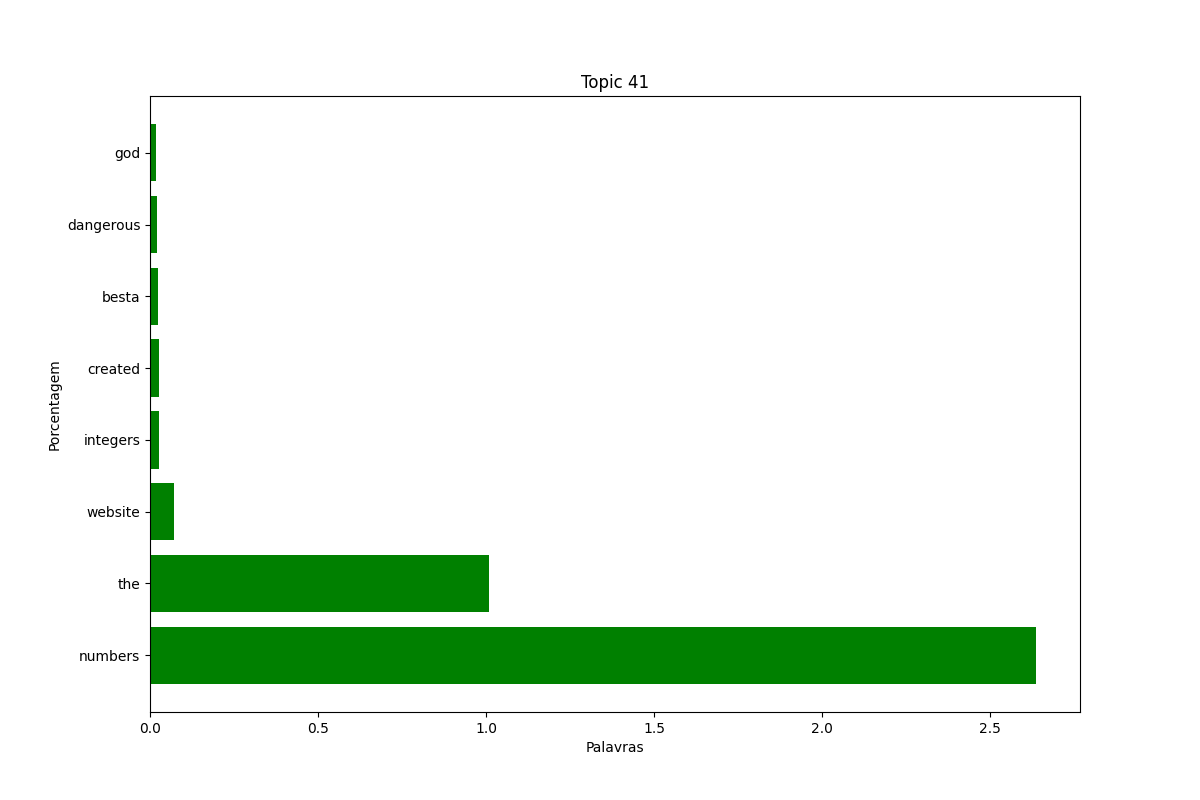 Topic 41
god
dangerous
besta
created
integers
website
the
numbers
Porcentagem
0.0 0.5 1.0 1.5 2.0 2.5
Palavras